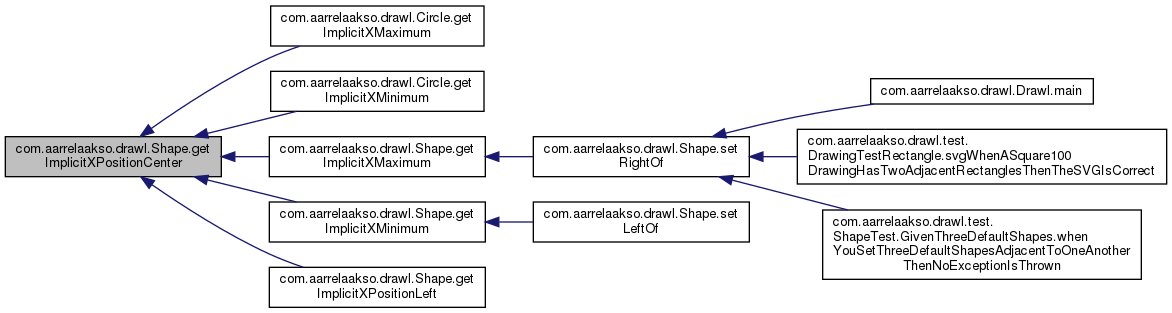 com.aarrelaakso.drawl.Circle.get
ImplicitXMaximum
com.aarrelaakso.drawl.Circle.get
ImplicitXMinimum
com.aarrelaakso.drawl.Drawl.main
com.aarrelaakso.drawl.Shape.get
ImplicitXPositionCenter
com.aarrelaakso.drawl.Shape.get
ImplicitXMaximum
com.aarrelaakso.drawl.Shape.set
RightOf
com.aarrelaakso.drawl.test.
DrawingTestRectangle.svgWhenASquare100
DrawingHasTwoAdjacentRectanglesThenTheSVGIsCorrect
com.aarrelaakso.drawl.Shape.get
ImplicitXMinimum
com.aarrelaakso.drawl.Shape.set
LeftOf
com.aarrelaakso.drawl.test.
ShapeTest.GivenThreeDefaultShapes.when
YouSetThreeDefaultShapesAdjacentToOneAnother
ThenNoExceptionIsThrown
com.aarrelaakso.drawl.Shape.get
ImplicitXPositionLeft